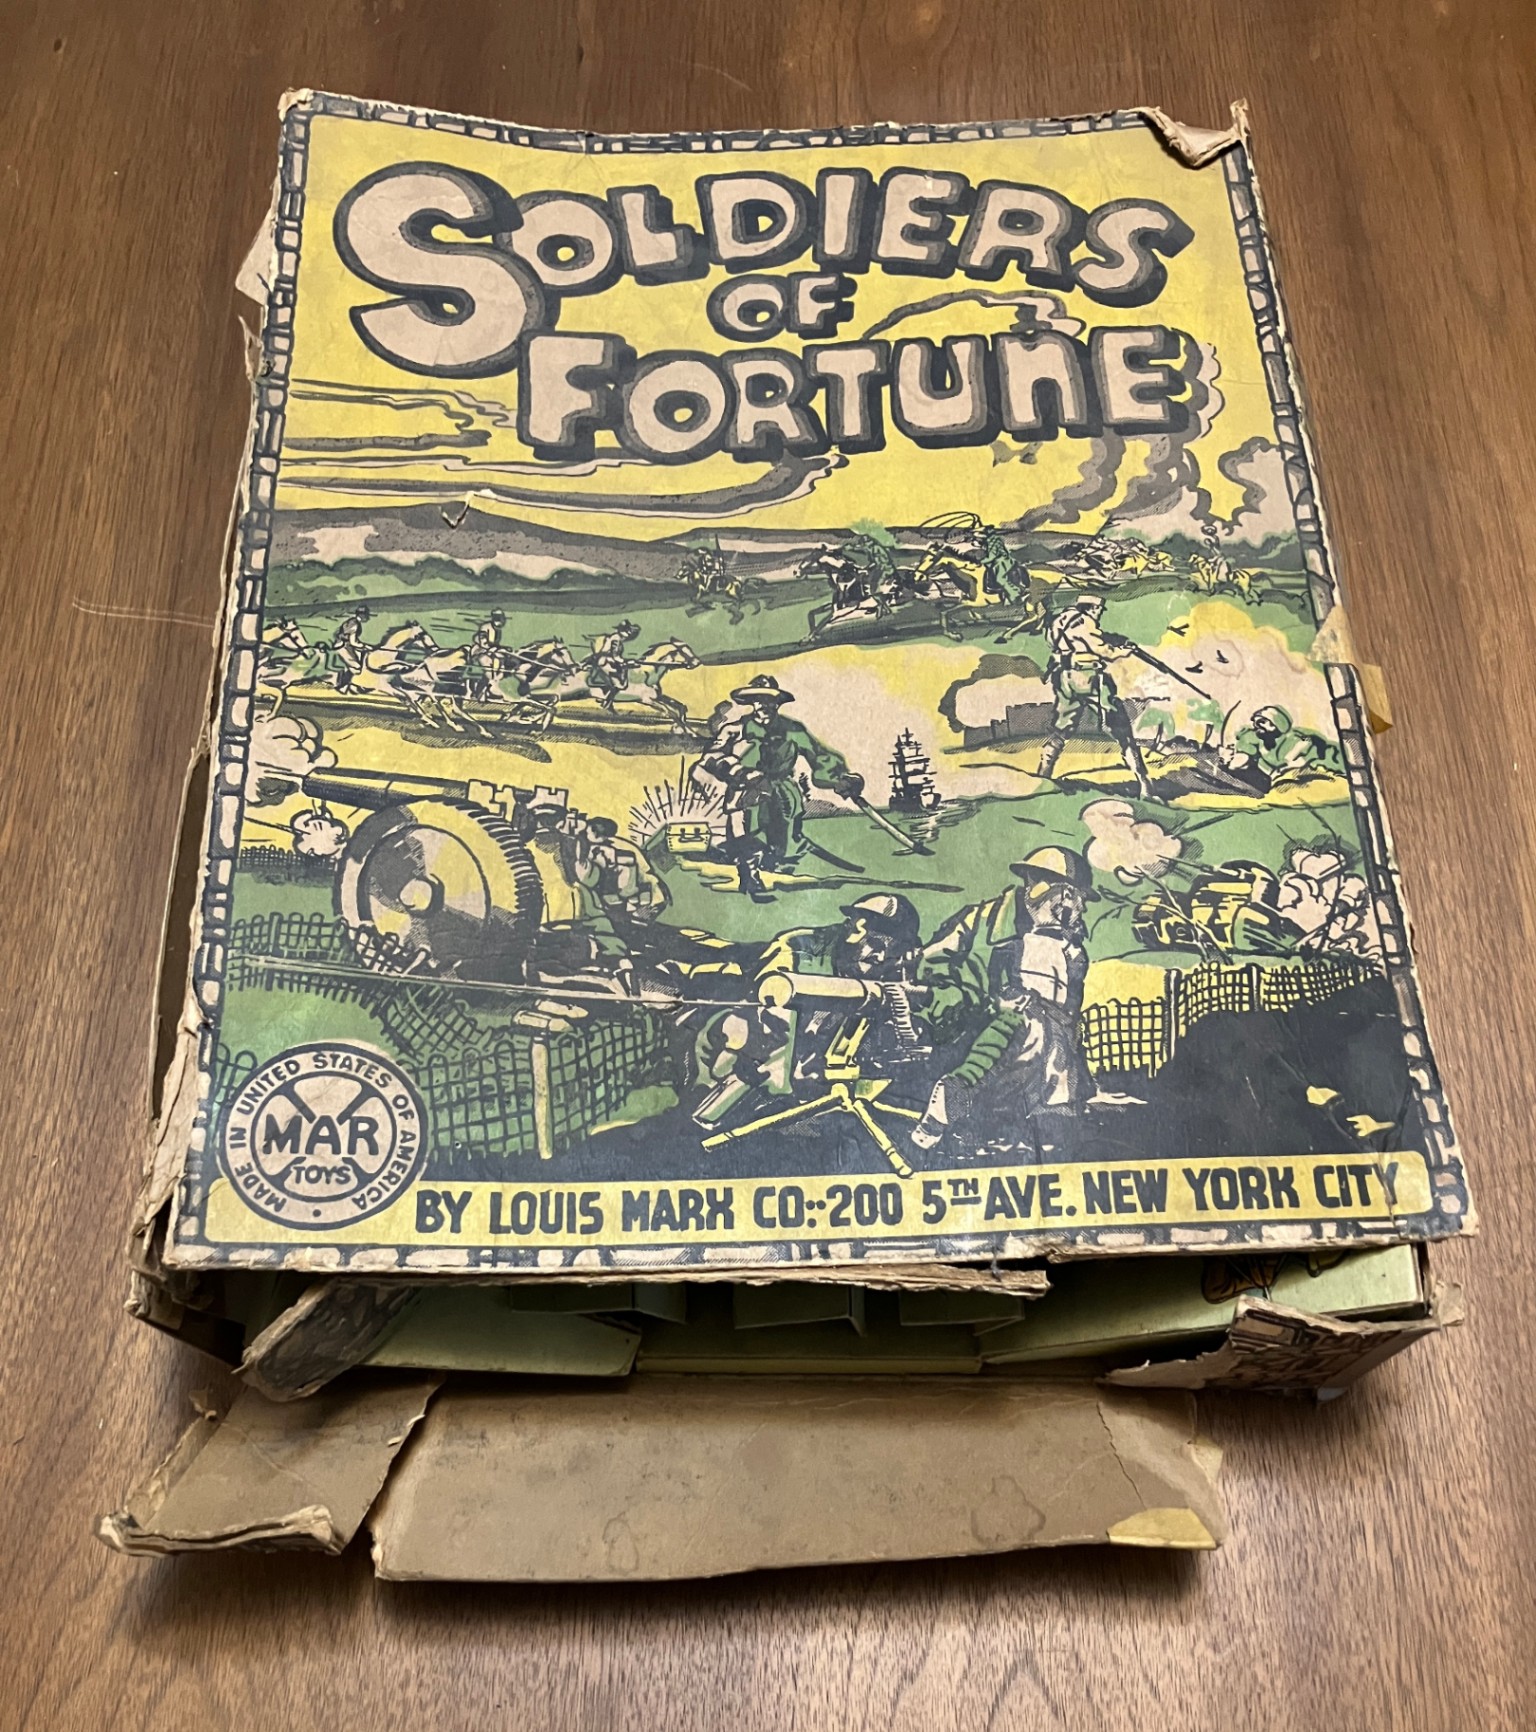 SOLDIERS
OF
FORTUNE
MADE IN UNITED STATES OF AMERICA
MAR
TOYS
BY LOUIS MARX CO:-200 5TH AVE. NEW YORK CITY